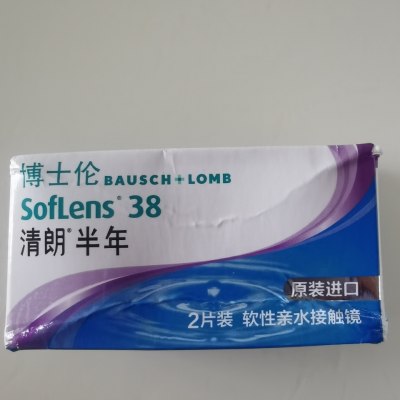 博士伦 BAUSCH+LOMB
SofLens® 38
清朗® 半年
原装进口
2片装 软性亲水接触镜